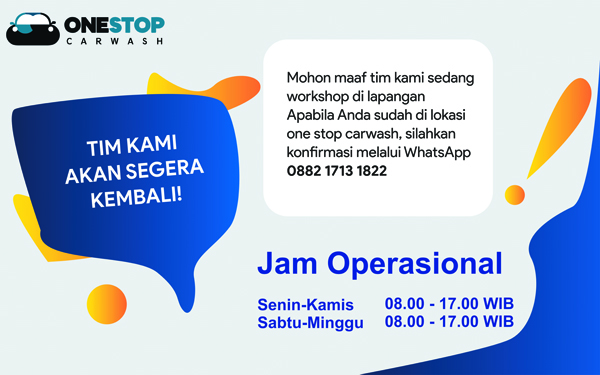 ONESTOP
CARWASH
Mohon maaf tim kami sedang
workshop di lapangan
Apabila Anda sudah di lokasi
one stop carwash, silahkan
konfirmasi melalui WhatsApp
0882 1713 1822
TIM KAMI
AKAN SEGERA
KEMBALI!
Jam Operasional
Senin-Kamis 08.00 - 17.00 WIB
Sabtu-Minggu 08.00 - 17.00 WIB